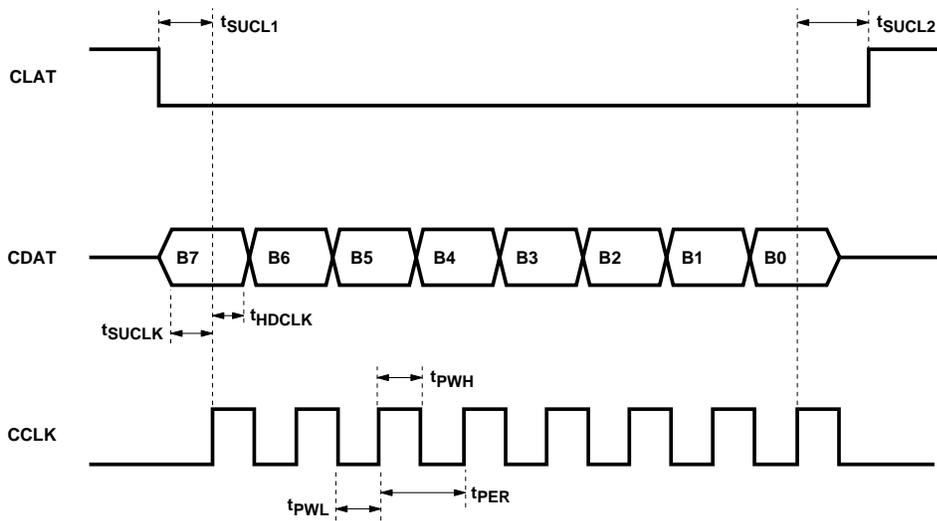 tSUCL1
tSUCL2
CLAT
CDAT
B7 B6 B5 B4 B3 B2 B1 B0
tSUCLK
tHDCLK
tPWH
CCLK
tPWL
tPER